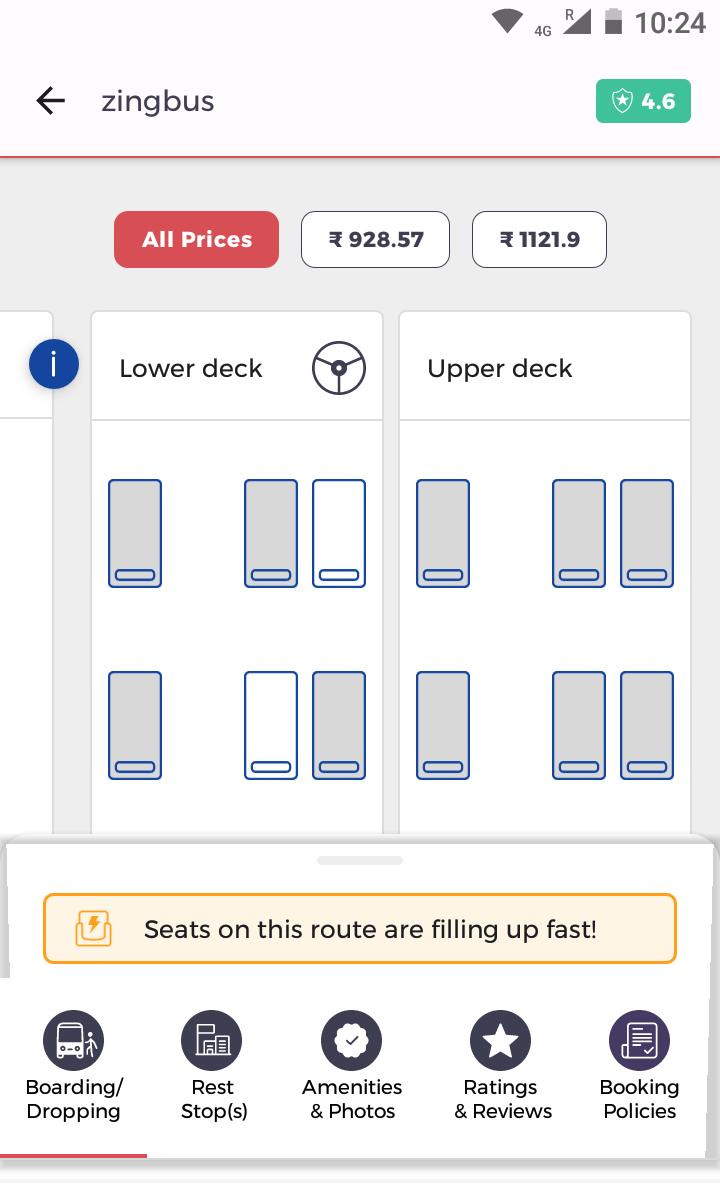 4G R 10:24
zingbus 4.6
All Prices ₹ 928.57 ₹ 1121.9
i Lower deck Upper deck
Seats on this route are filling up fast!
Boarding/
Dropping
Rest
Stop(s)
Amenities
& Photos
Ratings
& Reviews
Booking
Policies